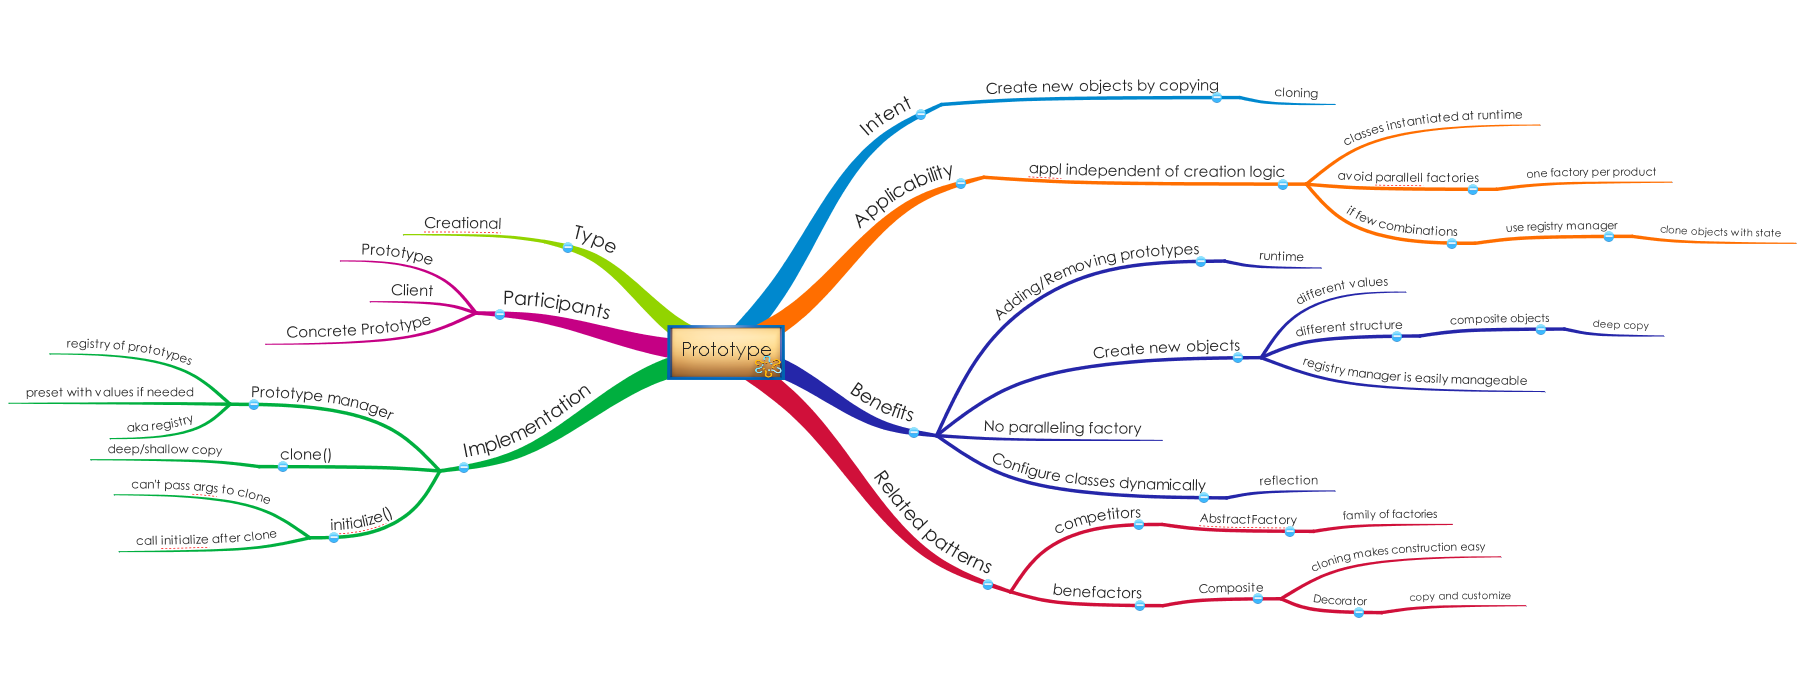 Prototype
Intent
Create new objects by copying
cloning
Applicability
appl independent of creation logic
classes instantiated at runtime
avoid parallell factories
one factory per product
if few combinations
use registry manager
clone objects with state
Benefits
Adding/Removing prototypes
runtime
Create new objects
different values
different structure
composite objects
deep copy
registry manager is easily manageable
No paralleling factory
Configure classes dynamically
reflection
Related patterns
competitors
AbstractFactory
family of factories
benefactors
Composite
cloning makes construction easy
Decorator
copy and customize
Type
Creational
Participants
Prototype
Client
Concrete Prototype
Implementation
Prototype manager
registry of prototypes
preset with values if needed
aka registry
clone()
deep/shallow copy
initialize()
can't pass args to clone
call initialize after clone